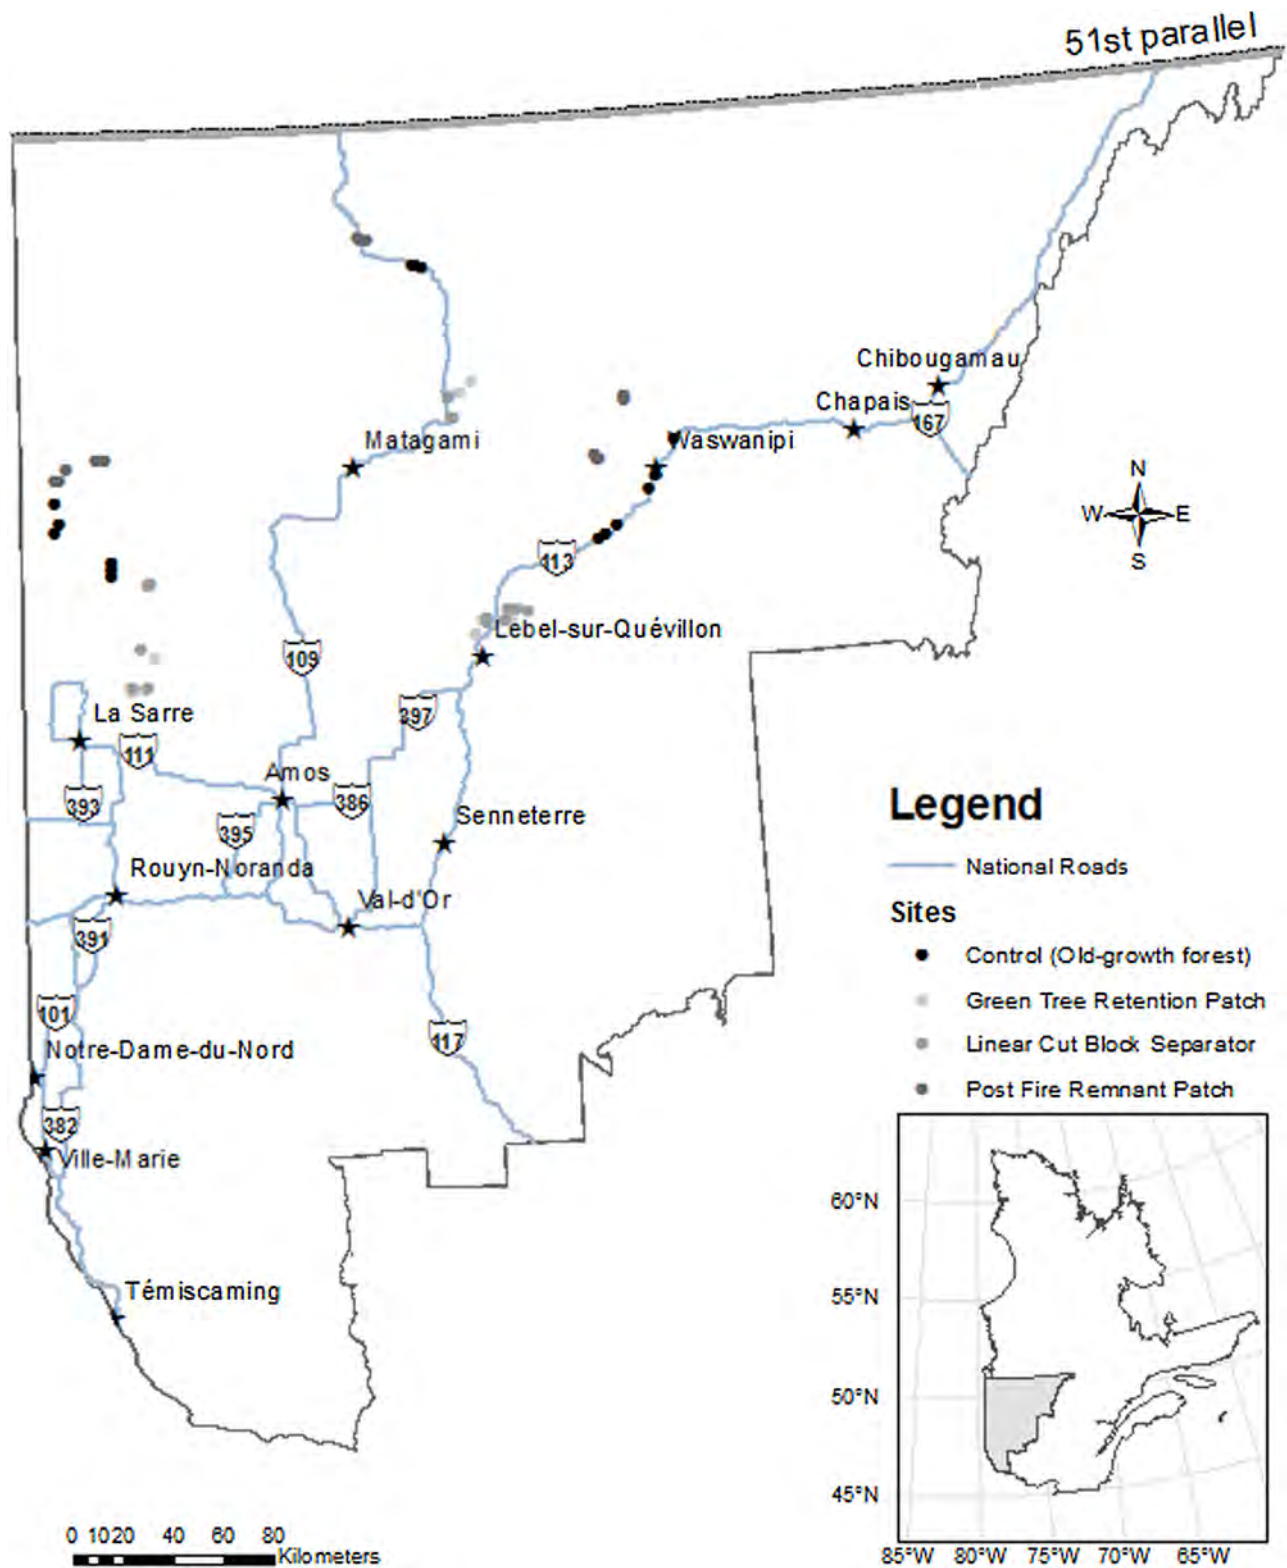 51st parallel
Chibougamau
Chapais
167
Matagami
Waswanipi
N
W E
S
113
Lebel-sur-Quévillon
109
397
La Sarre
111
Amos
393
386
395
Senneterre
Rouyn-Noranda
Val-d'Or
391
101
117
Notre-Dame-du-Nord
382
Ville-Marie
Témiscaming
0 10 20 40 60 80
Kilometers
Legend
National Roads
Sites
Control (Old-growth forest)
Green Tree Retention Patch
Linear Cut Block Separator
Post Fire Remnant Patch
60°N
55°N
50°N
45°N
85°W 80°W 75°W 70°W 65°W